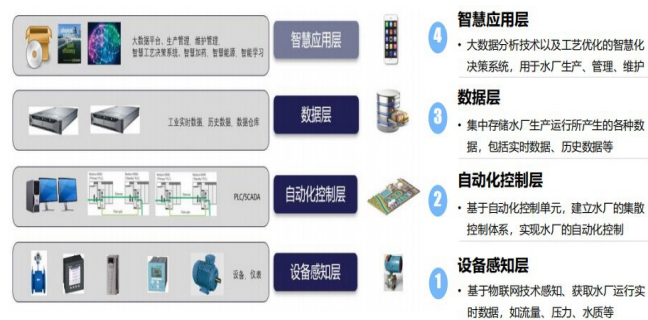 大数据平台、生产管理、维护管理、
智慧工艺决策系统、智慧加药、智慧能源、智能学习
智慧应用层
4
智慧应用层
• 大数据分析技术以及工艺优化的智慧化
决策系统，用于水厂生产、管理、维护
工业实时数据、历史数据、数据仓库
数据层
3
数据层
• 集中存储水厂生产运行所产生的各种数
据，包括实时数据、历史数据等
PLC/SCADA
自动化控制层
2
自动化控制层
• 基于自动化控制单元，建立水厂的集散
控制体系，实现水厂的自动化控制
设备、仪表
设备感知层
1
设备感知层
• 基于物联网技术感知、获取水厂运行实
时数据，如流量、压力、水质等